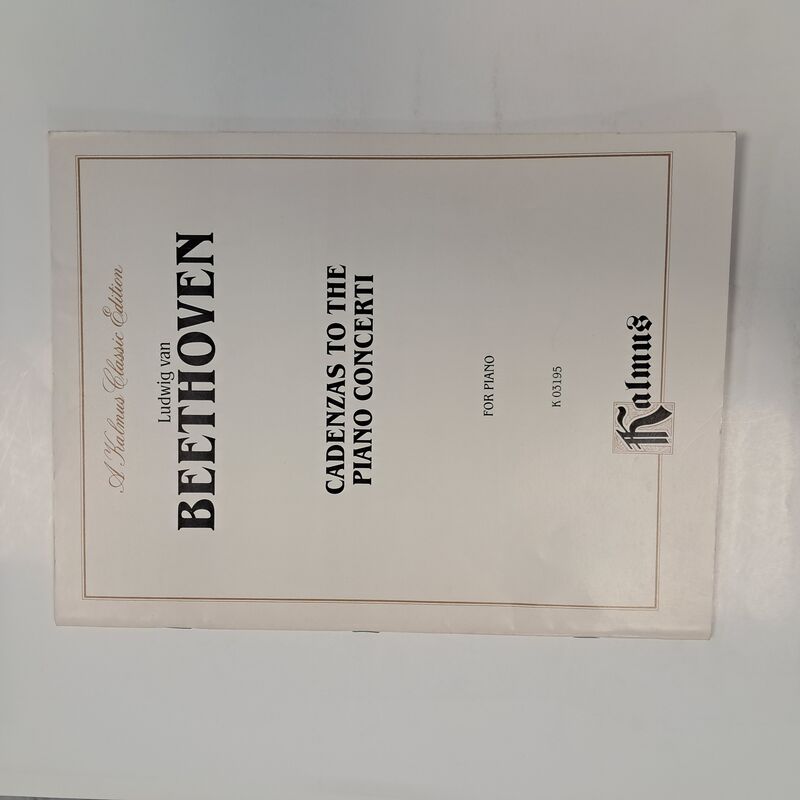 A Kalmus Classic Edition
Ludwig van
BEETHOVEN
CADENZAS TO THE
PIANO CONCERTI
FOR PIANO
K 03195
Kalmus